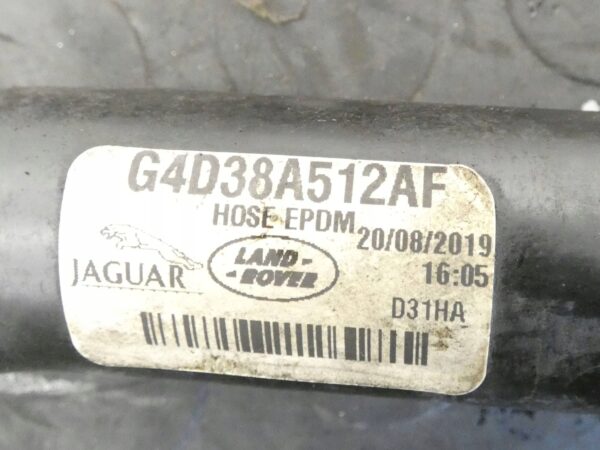 G4D38A512AF
HOSE EPDM
20/08/2019
JAGUAR
LAND-
-ROVER
16:05
D31HA